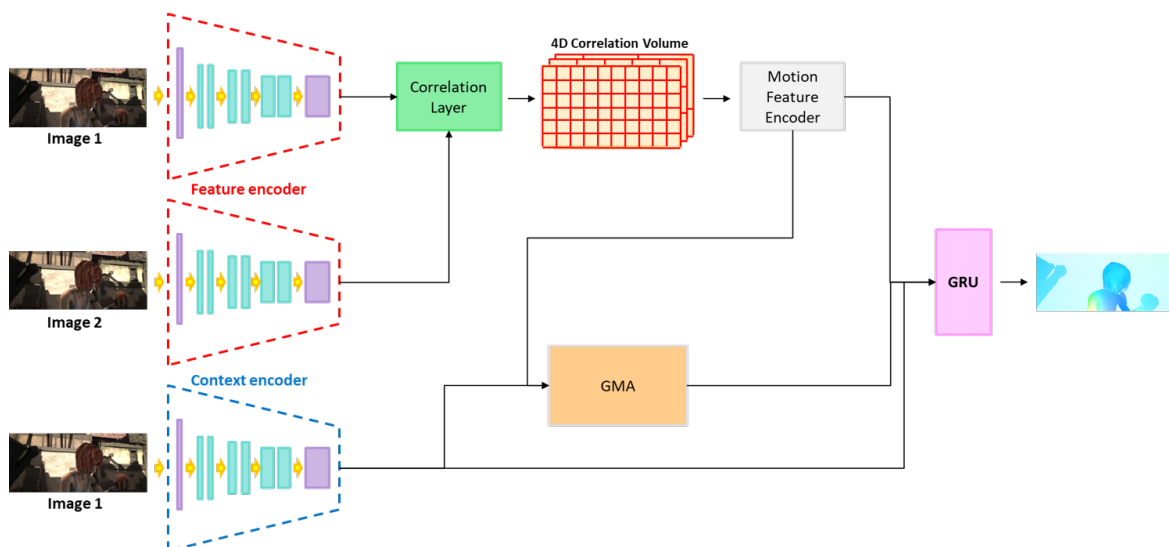 4D Correlation Volume
Correlation
Layer
Motion
Feature
Encoder
Image 1
Feature encoder
GRU
Image 2
Context encoder
GMA
Image 1